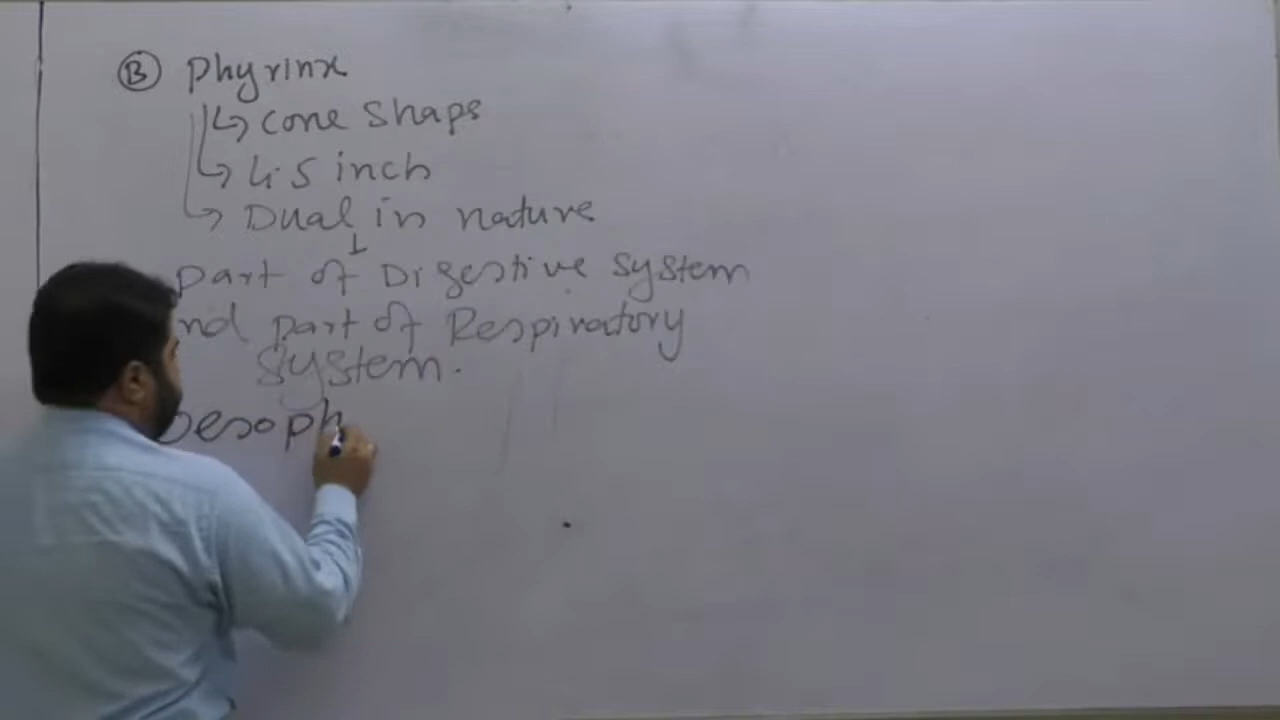 B Phyrinx
↳ Cone Shape
↳ 4.5 inch
↳ Dual in nature
↓
part of Digestive System
nd part of Respiratory
System.
oesoph